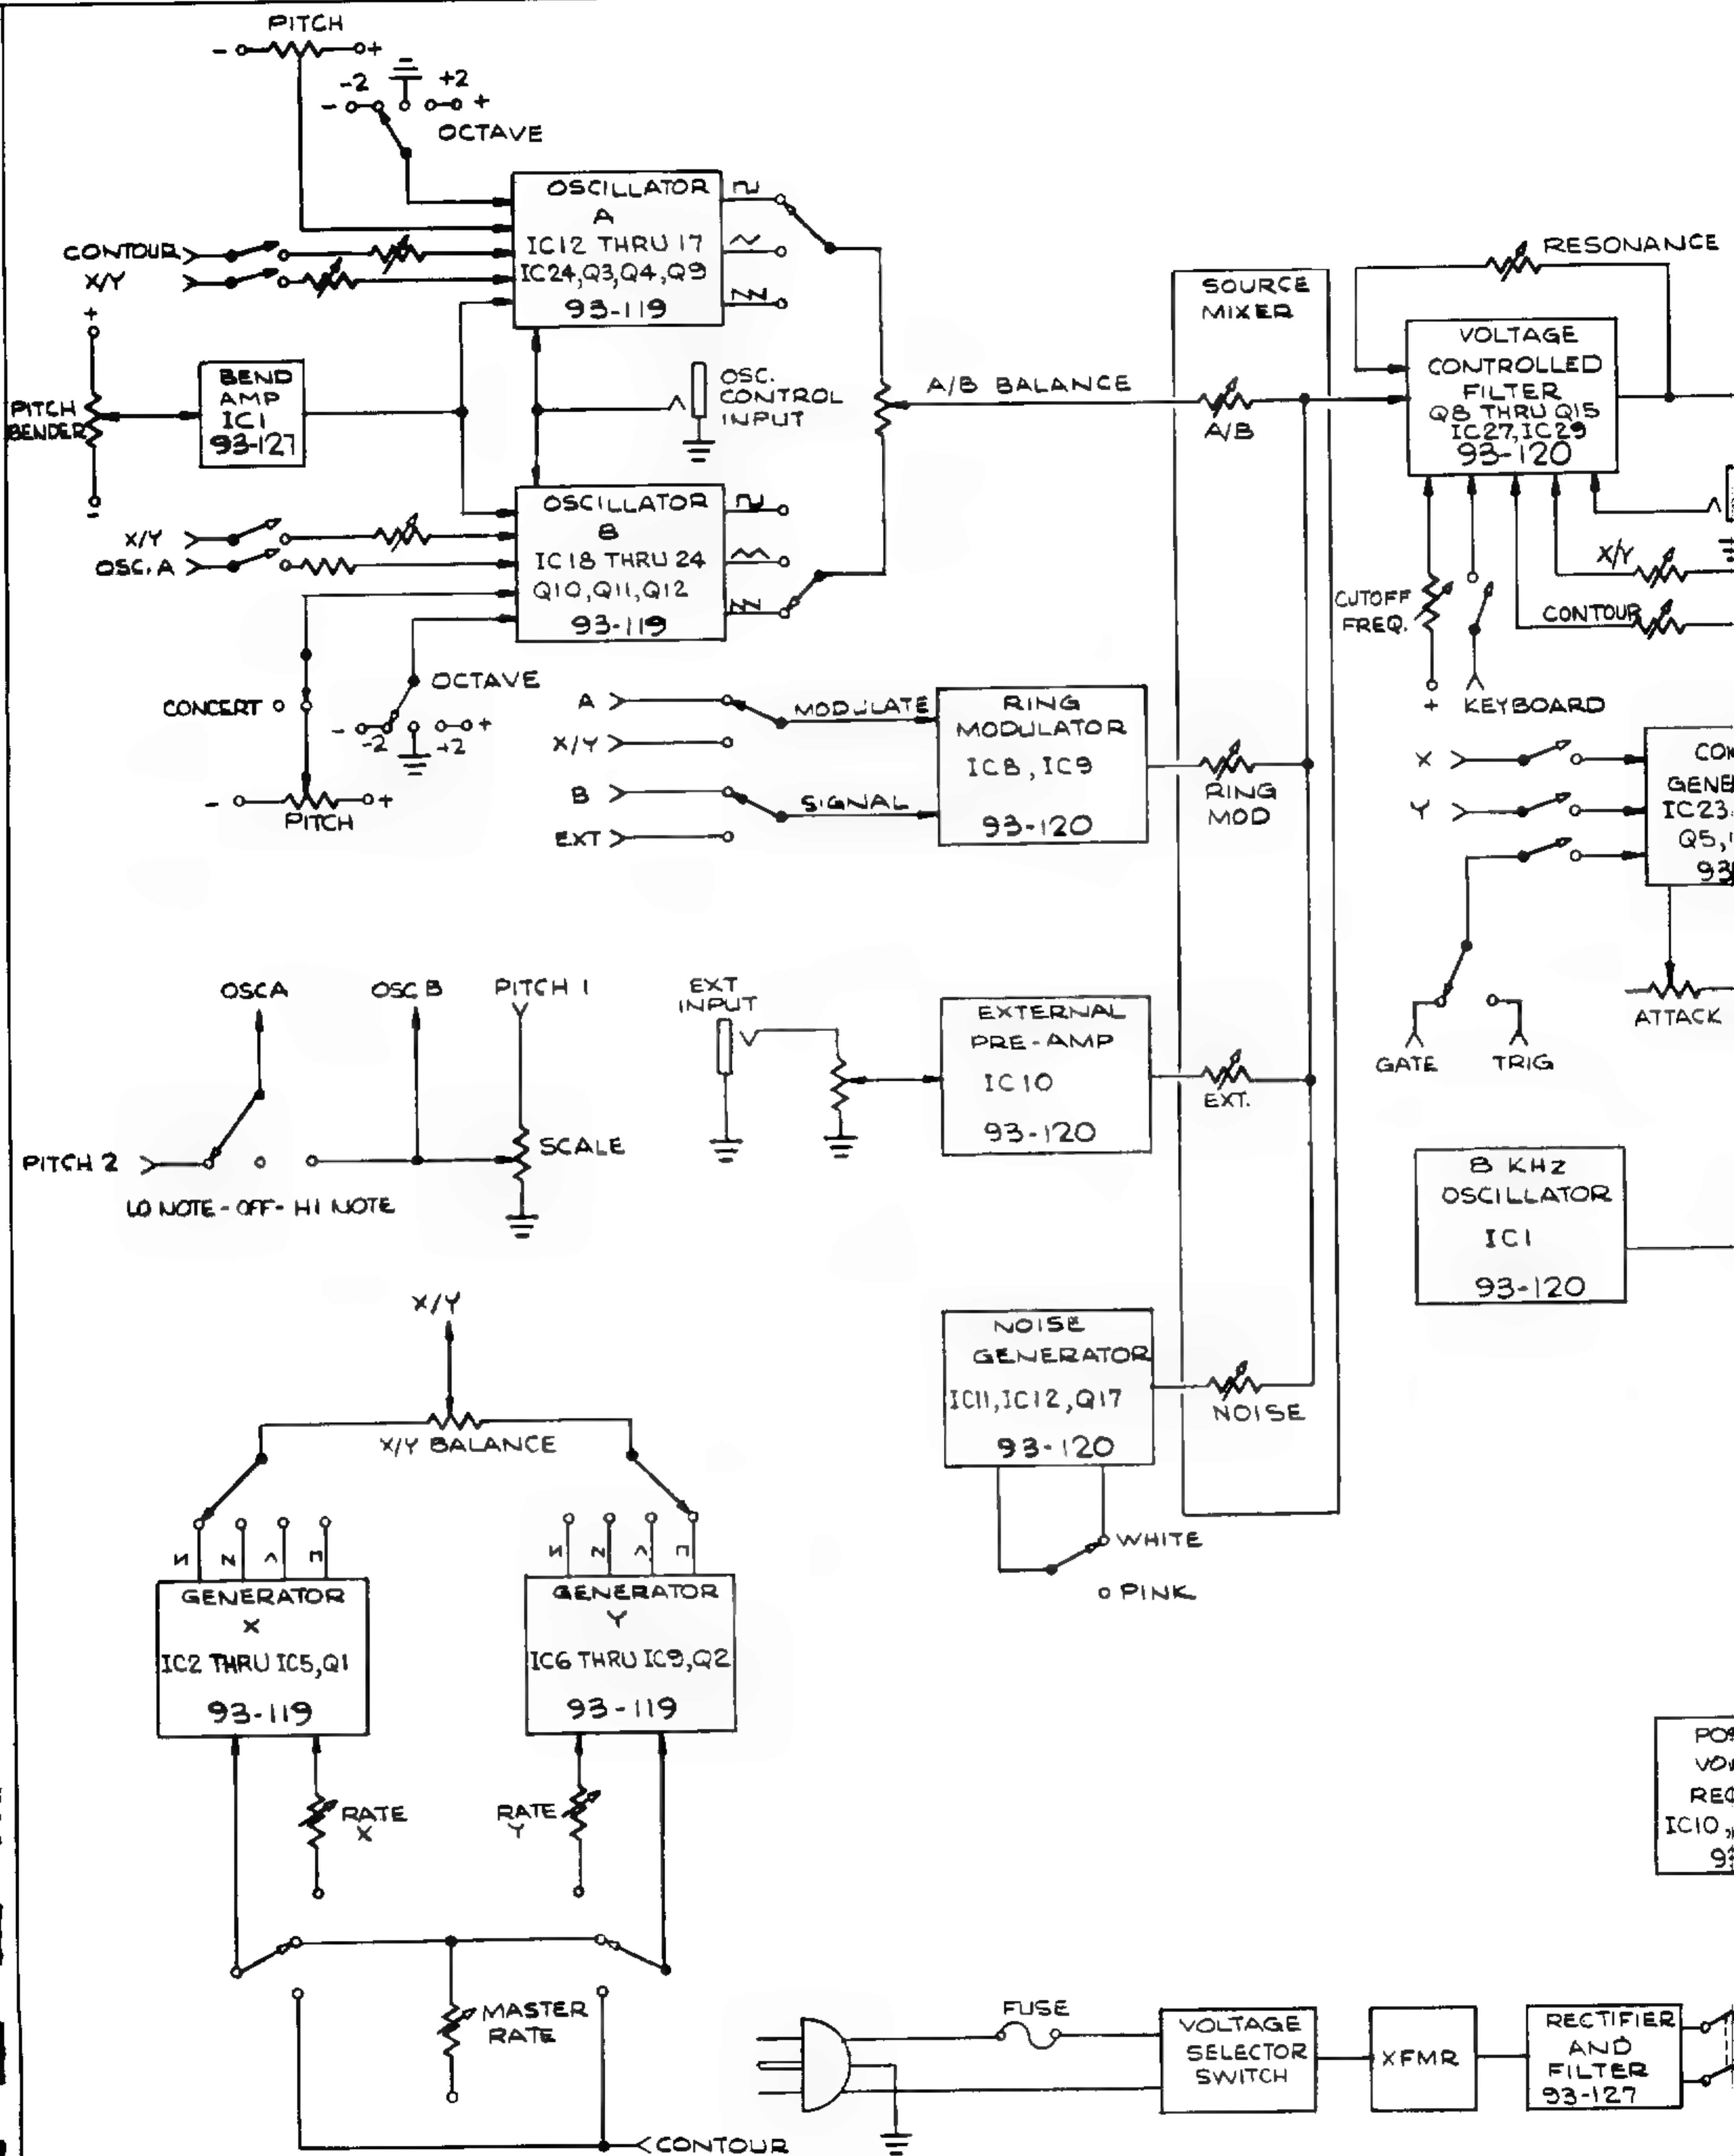 PITCH
-
+
-2
+2
-
+
OCTAVE
OSCILLATOR
A
IC12 THRU 17
IC24,Q3,Q4,Q9
93-119
CONTOUR
X/Y
+
PITCH
BENDER
-
BEND
AMP
IC1
93-127
OSC.
CONTROL
INPUT
A/B BALANCE
SOURCE
MIXER
A/B
RESONANCE
VOLTAGE
CONTROLLED
FILTER
Q8 THRU Q15
IC27,IC29
93-120
X/Y
OSC.A
OSCILLATOR
B
IC18 THRU 24
Q10,Q11,Q12
93-119
CUTOFF
FREQ.
X/Y
CONTOUR
+
KEYBOARD
CONCERT
OCTAVE
-
-2
+2
+
-
+
PITCH
A
X/Y
B
EXT
MODULATE
SIGNAL
RING
MODULATOR
IC8, IC9
93-120
RING
MOD
X
Y
CON
GENE
IC23
Q5,
93
GATE
TRIG
ATTACK
OSCA
OSC B
PITCH 1
PITCH 2
SCALE
LO NOTE - OFF - HI NOTE
EXT
INPUT
EXTERNAL
PRE-AMP
IC10
93-120
EXT.
8 KHz
OSCILLATOR
IC1
93-120
X/Y
X/Y BALANCE
NOISE
GENERATOR
IC11,IC12,Q17
93-120
NOISE
WHITE
PINK
GENERATOR
X
IC2 THRU IC5,Q1
93-119
GENERATOR
Y
IC6 THRU IC9,Q2
93-119
RATE
X
RATE
Y
MASTER
RATE
CONTOUR
FUSE
VOLTAGE
SELECTOR
SWITCH
XFMR
RECTIFIER
AND
FILTER
93-127
IC10,